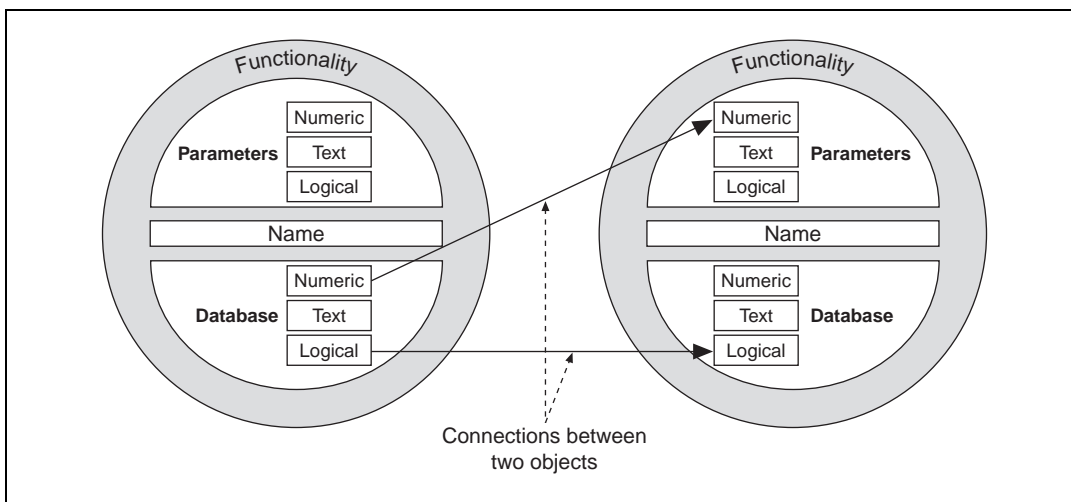 Functionality
Numeric
Parameters Text
Logical
Name
Numeric
Database Text
Logical
Functionality
Numeric
Text Parameters
Logical
Name
Numeric
Text Database
Logical
Connections between
two objects